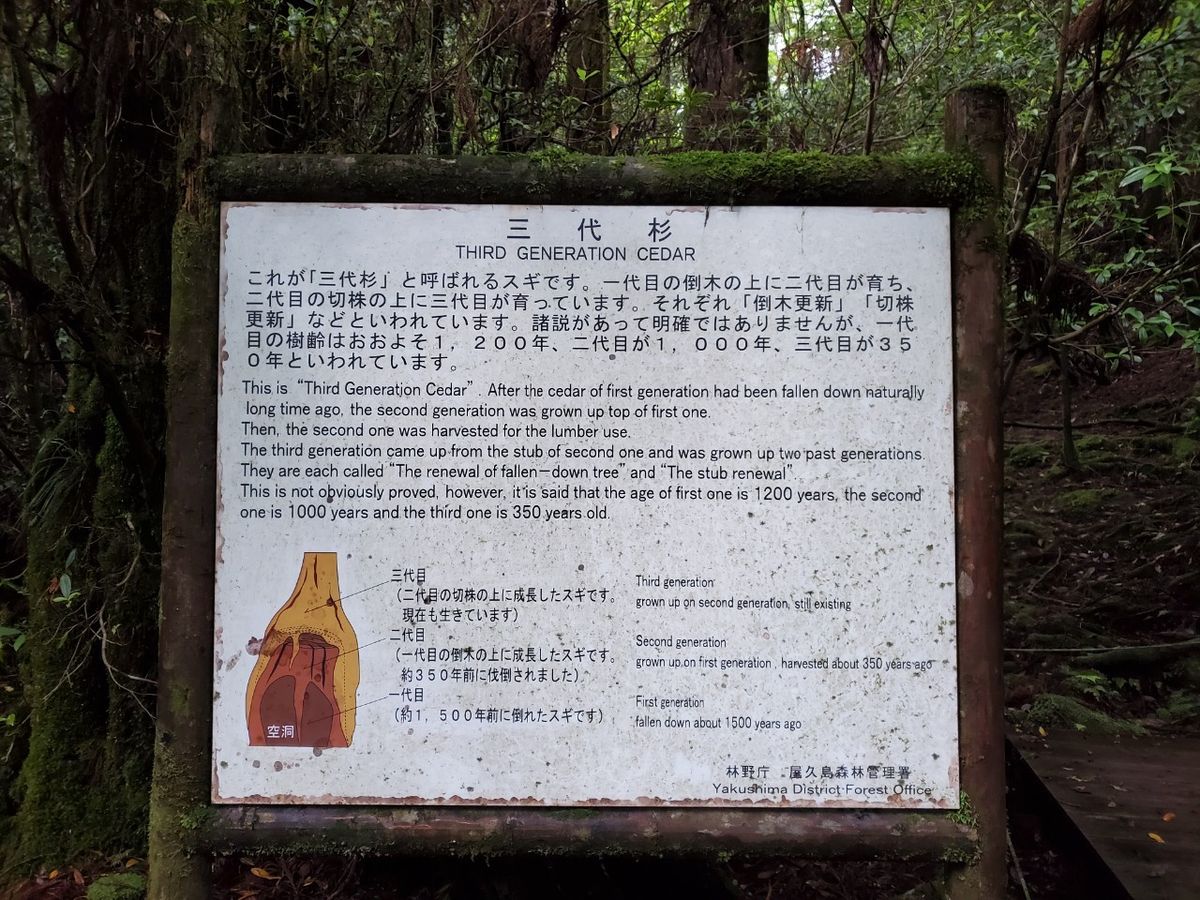 三代杉
THIRD GENERATION CEDAR
これが「三代杉」と呼ばれるスギです。一代目の倒木の上に二代目が育ち、
二代目の切株の上に三代目が育っています。それぞれ「倒木更新」「切株
更新」などといわれています。諸説があって明確ではありませんが、一代
目の樹齢はおおよそ１，２００年、二代目が１，０００年、三代目が３５
０年といわれています。
This is “Third Generation Cedar”. After the cedar of first generation had been fallen down naturally
long time ago, the second generation was grown up top of first one.
Then, the second one was harvested for the lumber use.
The third generation came up from the stub of second one and was grown up two past generations.
They are each called “The renewal of fallen－down tree” and “The stub renewal”.
This is not obviously proved, however, it is said that the age of first one is 1200 years, the second
one is 1000 years and the third one is 350 years old.
三代目
（二代目の切株の上に成長したスギです。
現在も生きています）
二代目
（一代目の倒木の上に成長したスギです。
約３５０年前に伐倒されました）
一代目
（約１，５００年前に倒れたスギです）
空洞
Third generation
grown up on second generation, still existing
Second generation
grown up on first generation, harvested about 350 years ago
First generation
fallen down about 1500 years ago
林野庁　屋久島森林管理署
Yakushima District Forest Office